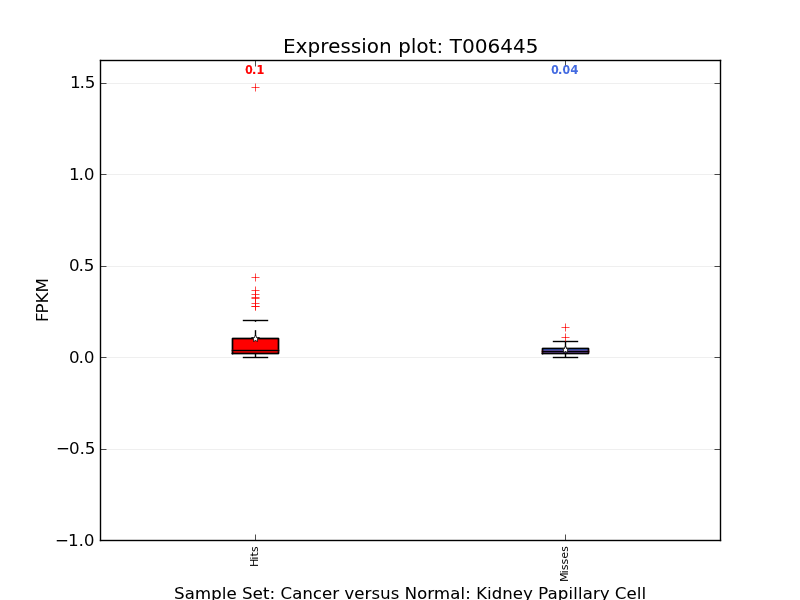 Expression plot: T006445
0.1
0.04
1.5
1.0
0.5
0.0
−0.5
−1.0
FPKM
Hits
Misses
Sample Set: Cancer versus Normal: Kidney Papillary Cell